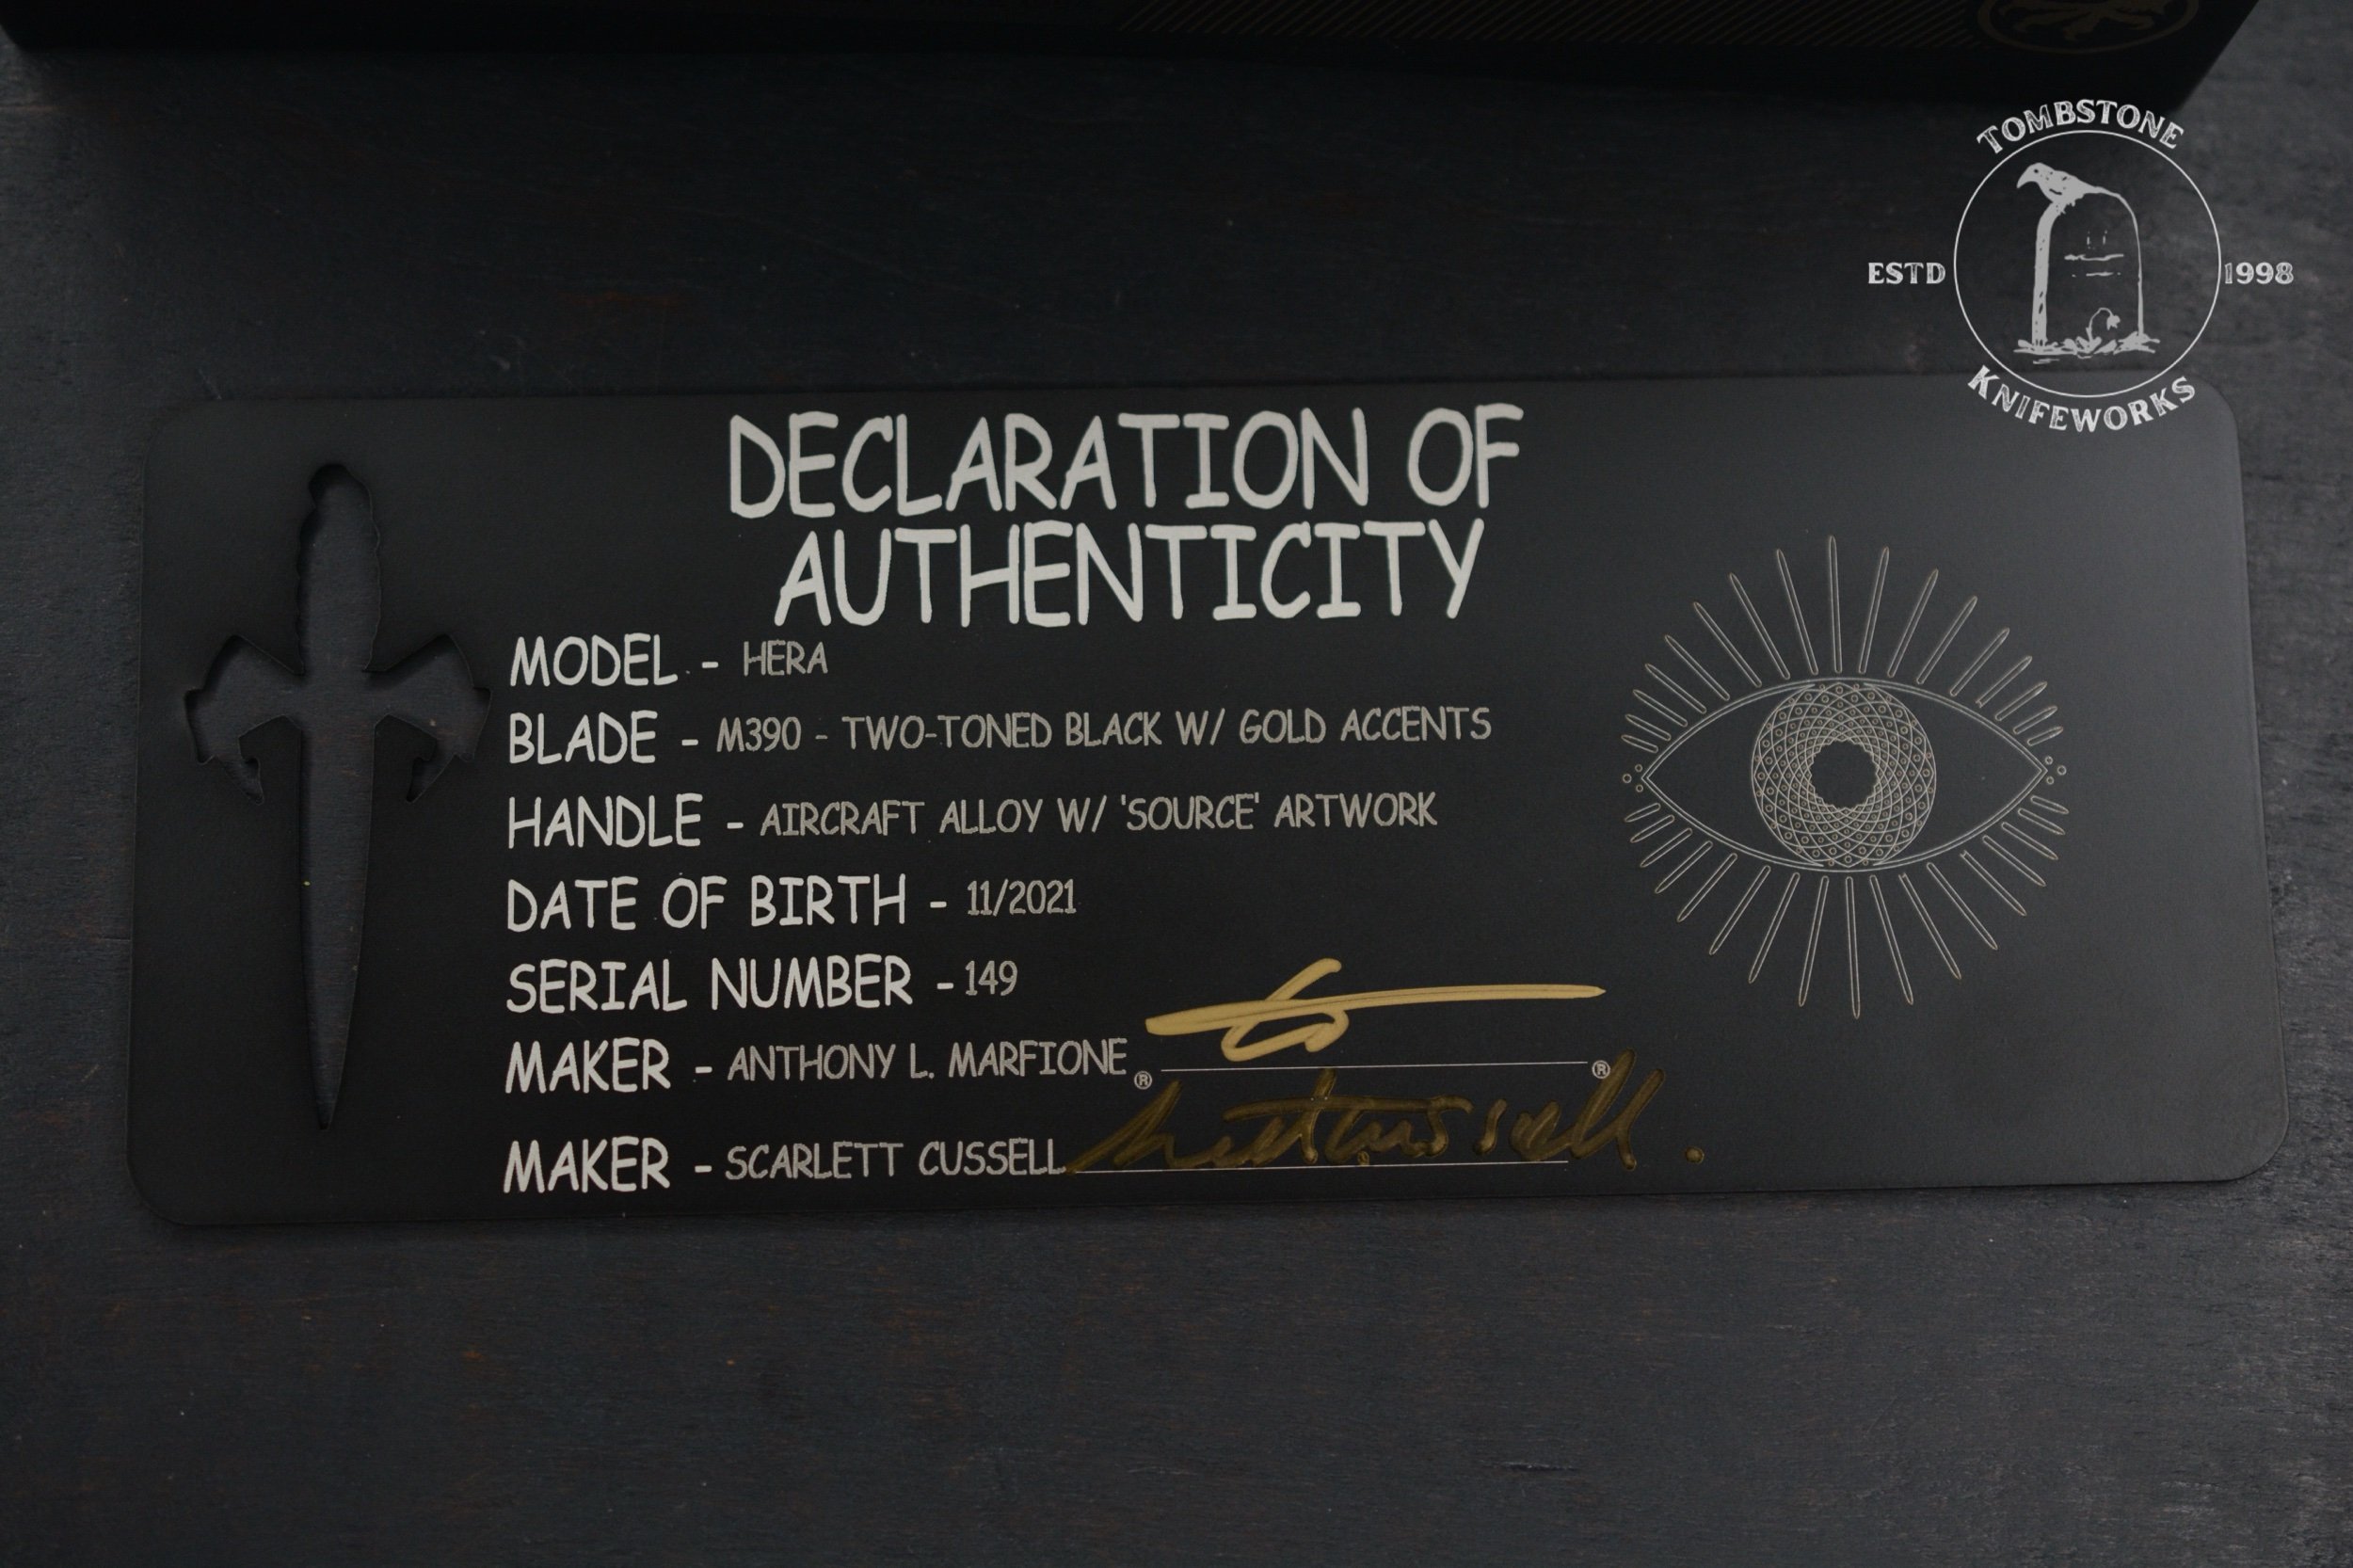 TOMBSTONE
ESTD 1998
KNIFEWORKS
DECLARATION OF
AUTHENTICITY
MODEL - HERA
BLADE - M390 - TWO-TONED BLACK W/ GOLD ACCENTS
HANDLE - AIRCRAFT ALLOY W/ 'SOURCE' ARTWORK
DATE OF BIRTH - 11/2021
SERIAL NUMBER - 149
MAKER - ANTHONY L. MARFIONE ® ®
MAKER - SCARLETT CUSSELL